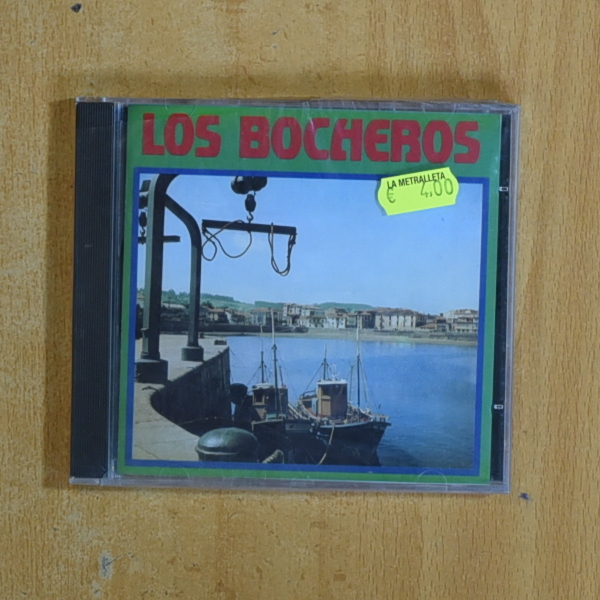 LOS BOCHEROS
LA METRALLETA
€ 4.00